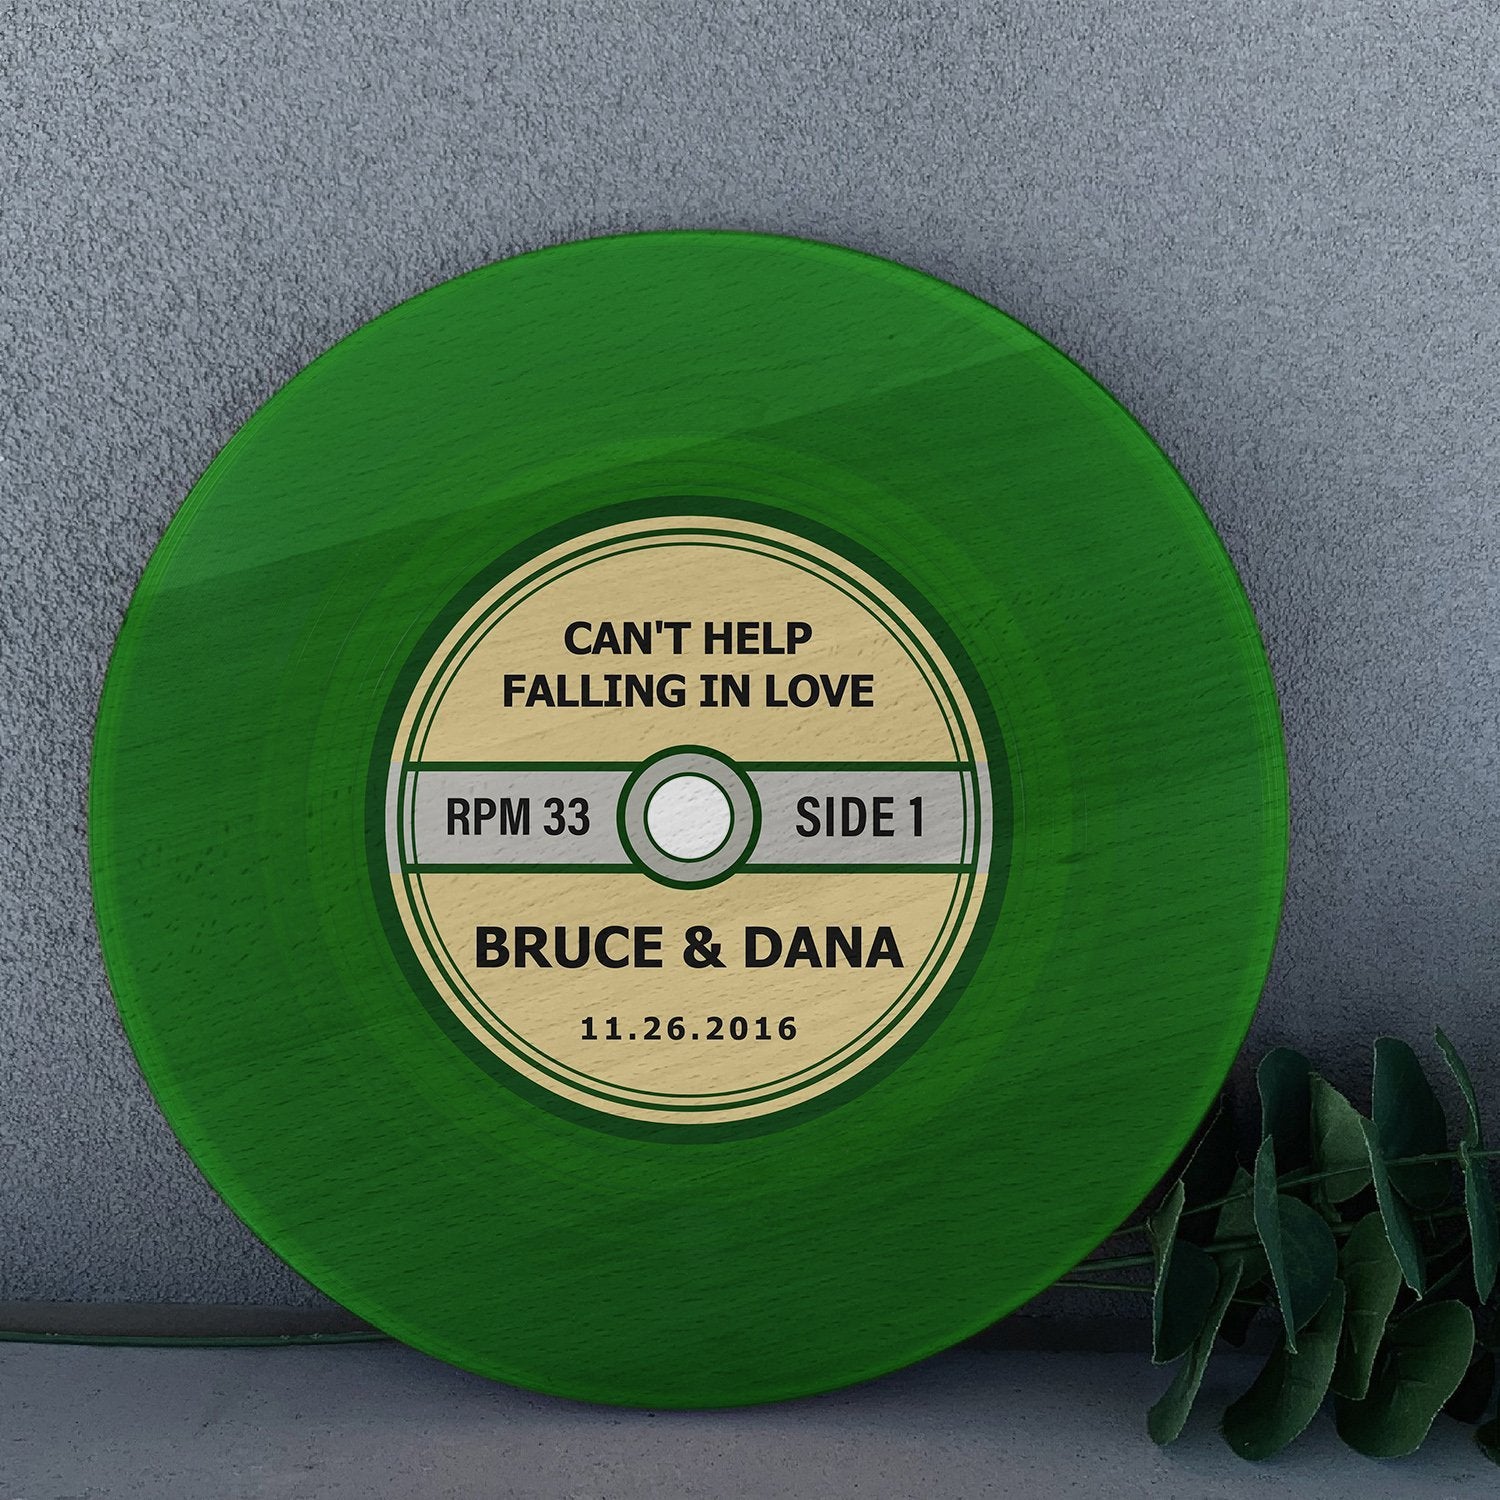 CAN'T HELP
FALLING IN LOVE
RPM 33
SIDE 1
BRUCE & DANA
11.26.2016